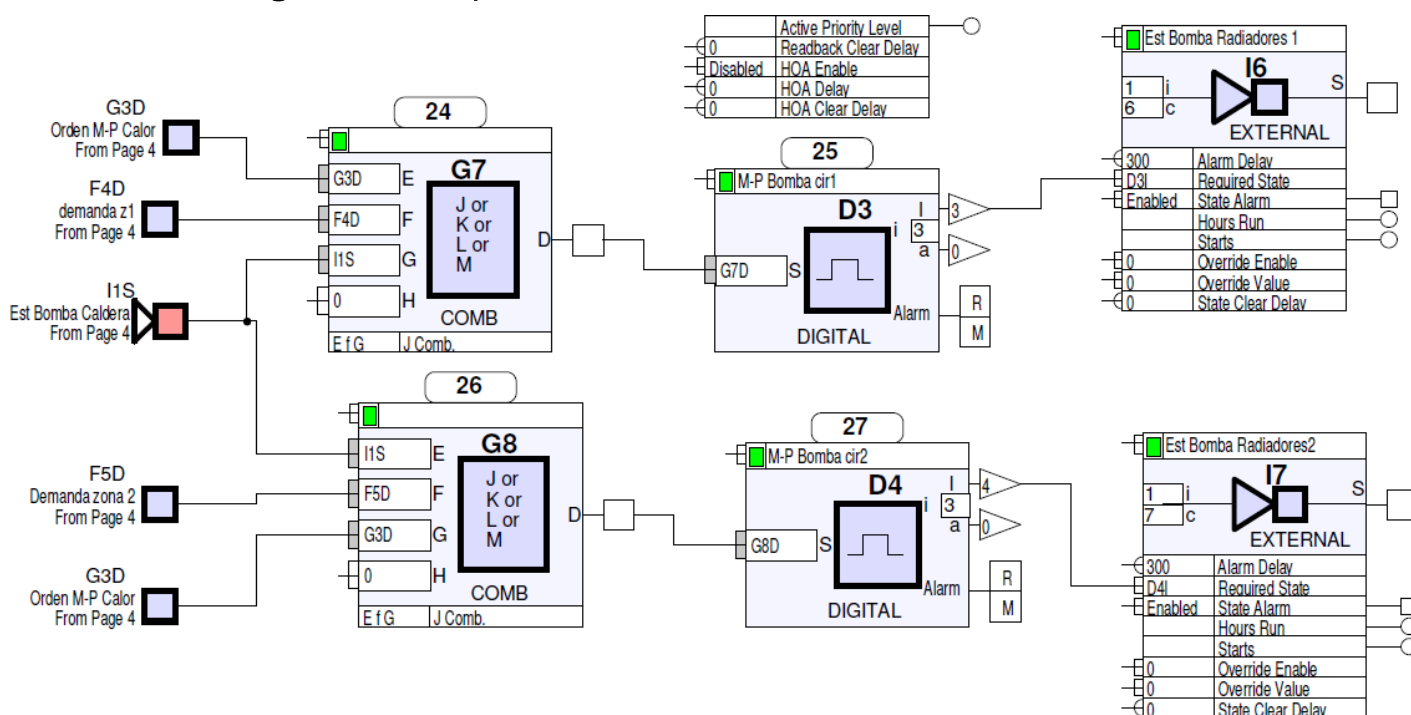 Active Priority Level
0 Readback Clear Delay
Disabled HOA Enable
0 HOA Delay
0 HOA Clear Delay
G3D
Orden M-P Calor
From Page 4
F4D
demanda z1
From Page 4
I1S
Est Bomba Caldera
From Page 4
24
G7
G3D E
F4D F
I1S G
0 H
J or
K or
L or
M
D
COMB
E f G J Comb.
25
M-P Bomba cir1
D3
G7D S
I 3
i 3
a 0
Alarm
R
M
DIGITAL
Est Bomba Radiadores 1
I6
1 i
6 c
S
EXTERNAL
300 Alarm Delay
D3I Required State
Enabled State Alarm
Hours Run
Starts
0 Override Enable
0 Override Value
0 State Clear Delay
F5D
Demanda zona 2
From Page 4
G3D
Orden M-P Calor
From Page 4
26
G8
I1S E
F5D F
G3D G
0 H
J or
K or
L or
M
D
COMB
E f G J Comb.
27
M-P Bomba cir2
D4
G8D S
I 4
i 3
a 0
Alarm
R
M
DIGITAL
Est Bomba Radiadores2
I7
1 i
7 c
S
EXTERNAL
300 Alarm Delay
D4I Required State
Enabled State Alarm
Hours Run
Starts
0 Override Enable
0 Override Value
0 State Clear Delay